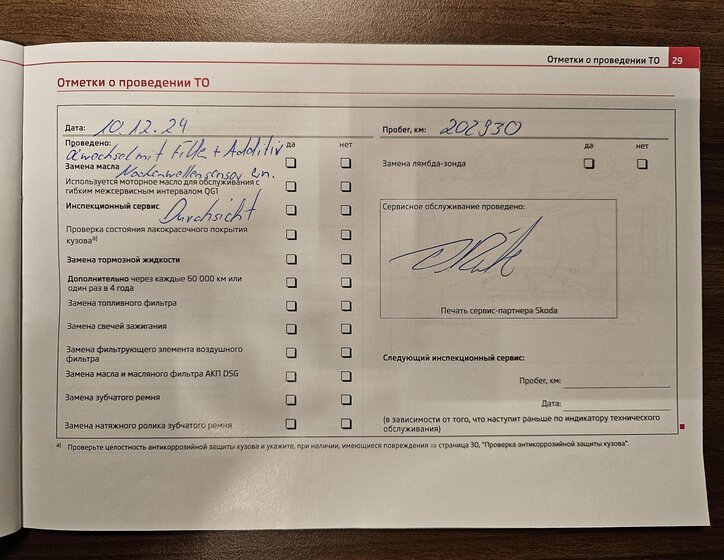 Отметки о проведении ТО 29
Отметки о проведении ТО
Дата: 10.12.24
Проведено:
Ölwechsel mit Filter + Additiv
да нет
Замена масла
Nockenwellensensor ern.
Используется моторное масло для обслуживания с
гибким межсервисным интервалом QG1
Инспекционный сервис
Durchsicht
Проверка состояния лакокрасочного покрытия
кузова а)
Замена тормозной жидкости
Дополнительно через каждые 60 000 км или
один раз в 4 года
Замена топливного фильтра
Замена свечей зажигания
Замена фильтрующего элемента воздушного
фильтра
Замена масла и масляного фильтра АКП DSG
Замена зубчатого ремня
Замена натяжного ролика зубчатого ремня
Пробег, км: 202930
да нет
Замена лямбда-зонда
Сервисное обслуживание проведено:
Печать сервис-партнера Skoda
Следующий инспекционный сервис:
Пробег, км:
Дата:
(в зависимости от того, что наступит раньше по индикатору технического
обслуживания)
а) Проверьте целостность антикоррозийной защиты кузова и укажите, при наличии, имеющиеся повреждения ⇒ страница 30, "Проверка антикоррозийной защиты кузова".